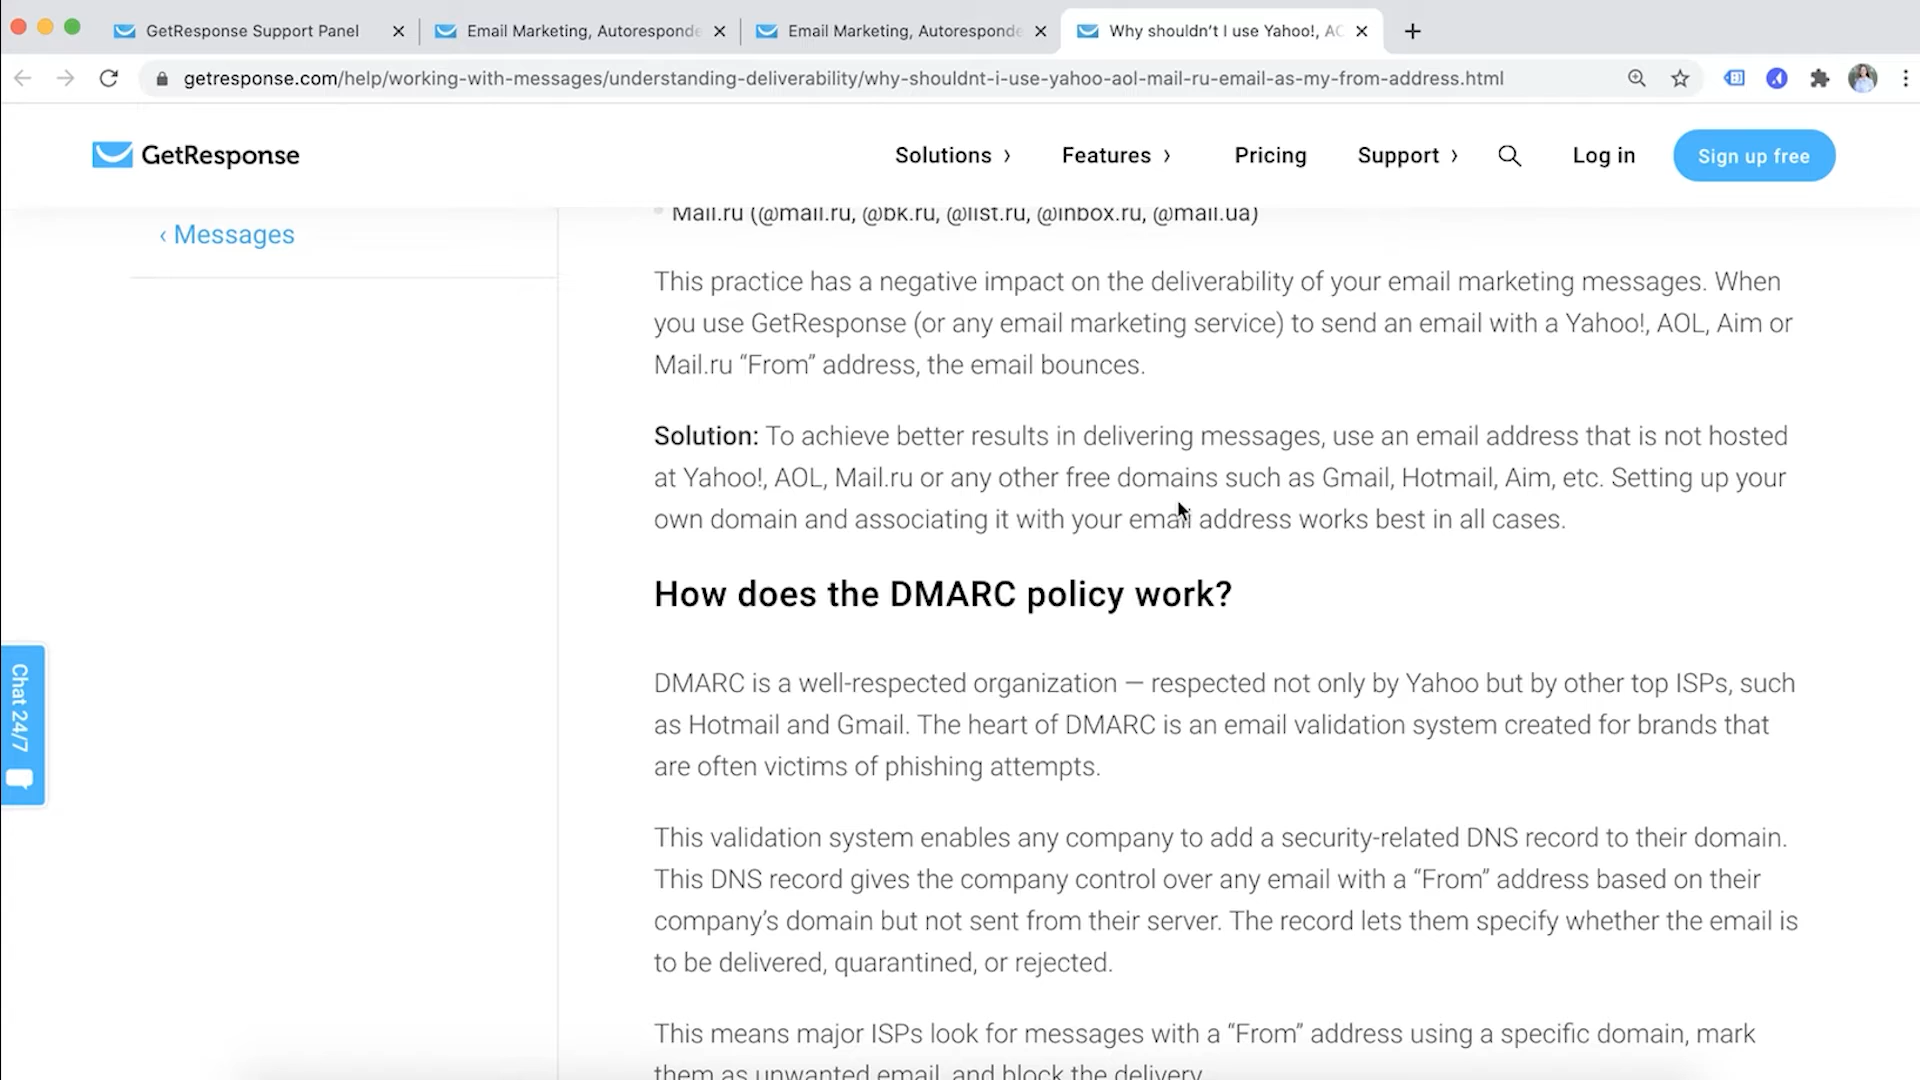 GetResponse Support Panel
Email Marketing, Autoresponde
Email Marketing, Autoresponde
Why shouldn't I use Yahoo!, AO
getresponse.com/help/working-with-messages/understanding-deliverability/why-shouldnt-i-use-yahoo-aol-mail-ru-email-as-my-from-address.html
GetResponse
Solutions ›
Features ›
Pricing
Support ›
Log in
Sign up free
‹ Messages
Mail.ru (@mail.ru, @bk.ru, @list.ru, @inbox.ru, @mail.ua)
This practice has a negative impact on the deliverability of your email marketing messages. When
you use GetResponse (or any email marketing service) to send an email with a Yahoo!, AOL, Aim or
Mail.ru “From” address, the email bounces.
Solution: To achieve better results in delivering messages, use an email address that is not hosted
at Yahoo!, AOL, Mail.ru or any other free domains such as Gmail, Hotmail, Aim, etc. Setting up your
own domain and associating it with your email address works best in all cases.
How does the DMARC policy work?
DMARC is a well-respected organization — respected not only by Yahoo but by other top ISPs, such
as Hotmail and Gmail. The heart of DMARC is an email validation system created for brands that
are often victims of phishing attempts.
Chat 24/7
This validation system enables any company to add a security-related DNS record to their domain.
This DNS record gives the company control over any email with a “From” address based on their
company’s domain but not sent from their server. The record lets them specify whether the email is
to be delivered, quarantined, or rejected.
This means major ISPs look for messages with a “From” address using a specific domain, mark
them as unwanted email, and block the delivery.